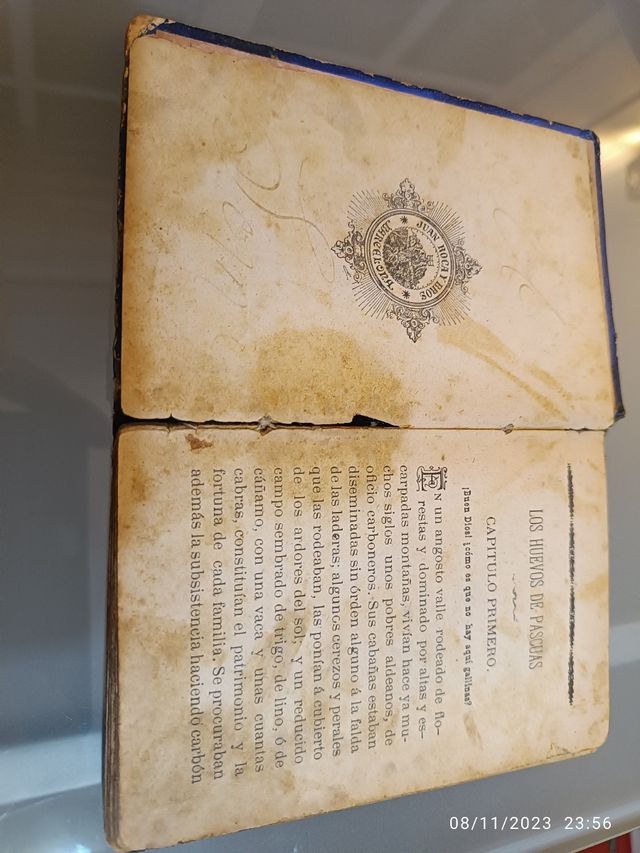 * JUAN ROCA Y BROS *
BARCELONA
LOS HUEVOS DE PASCUAS
CAPITULO PRIMERO.
¡Buen Dios! ¡cómo es que no hay aquí gallinas?
EN un angosto valle rodeado de flo-
restas y dominado por altas y es-
carpadas montañas, vivían hace ya mu-
chos siglos unos pobres aldeanos, de
oficio carboneros. Sus cabañas estaban
diseminadas sin órden alguno á la falda
de las laderas; algunos cerezos y perales
que las rodeaban, las ponían á cubierto
de los ardores del sol; y un reducido
campo sembrado de trigo, de lino, ó de
cáñamo, con una vaca y unas cuantas
cabras, constituían el patrimonio y la
fortuna de cada familia. Se procuraban
además la subsistencia haciendo carbón
08/11/2023 23:56